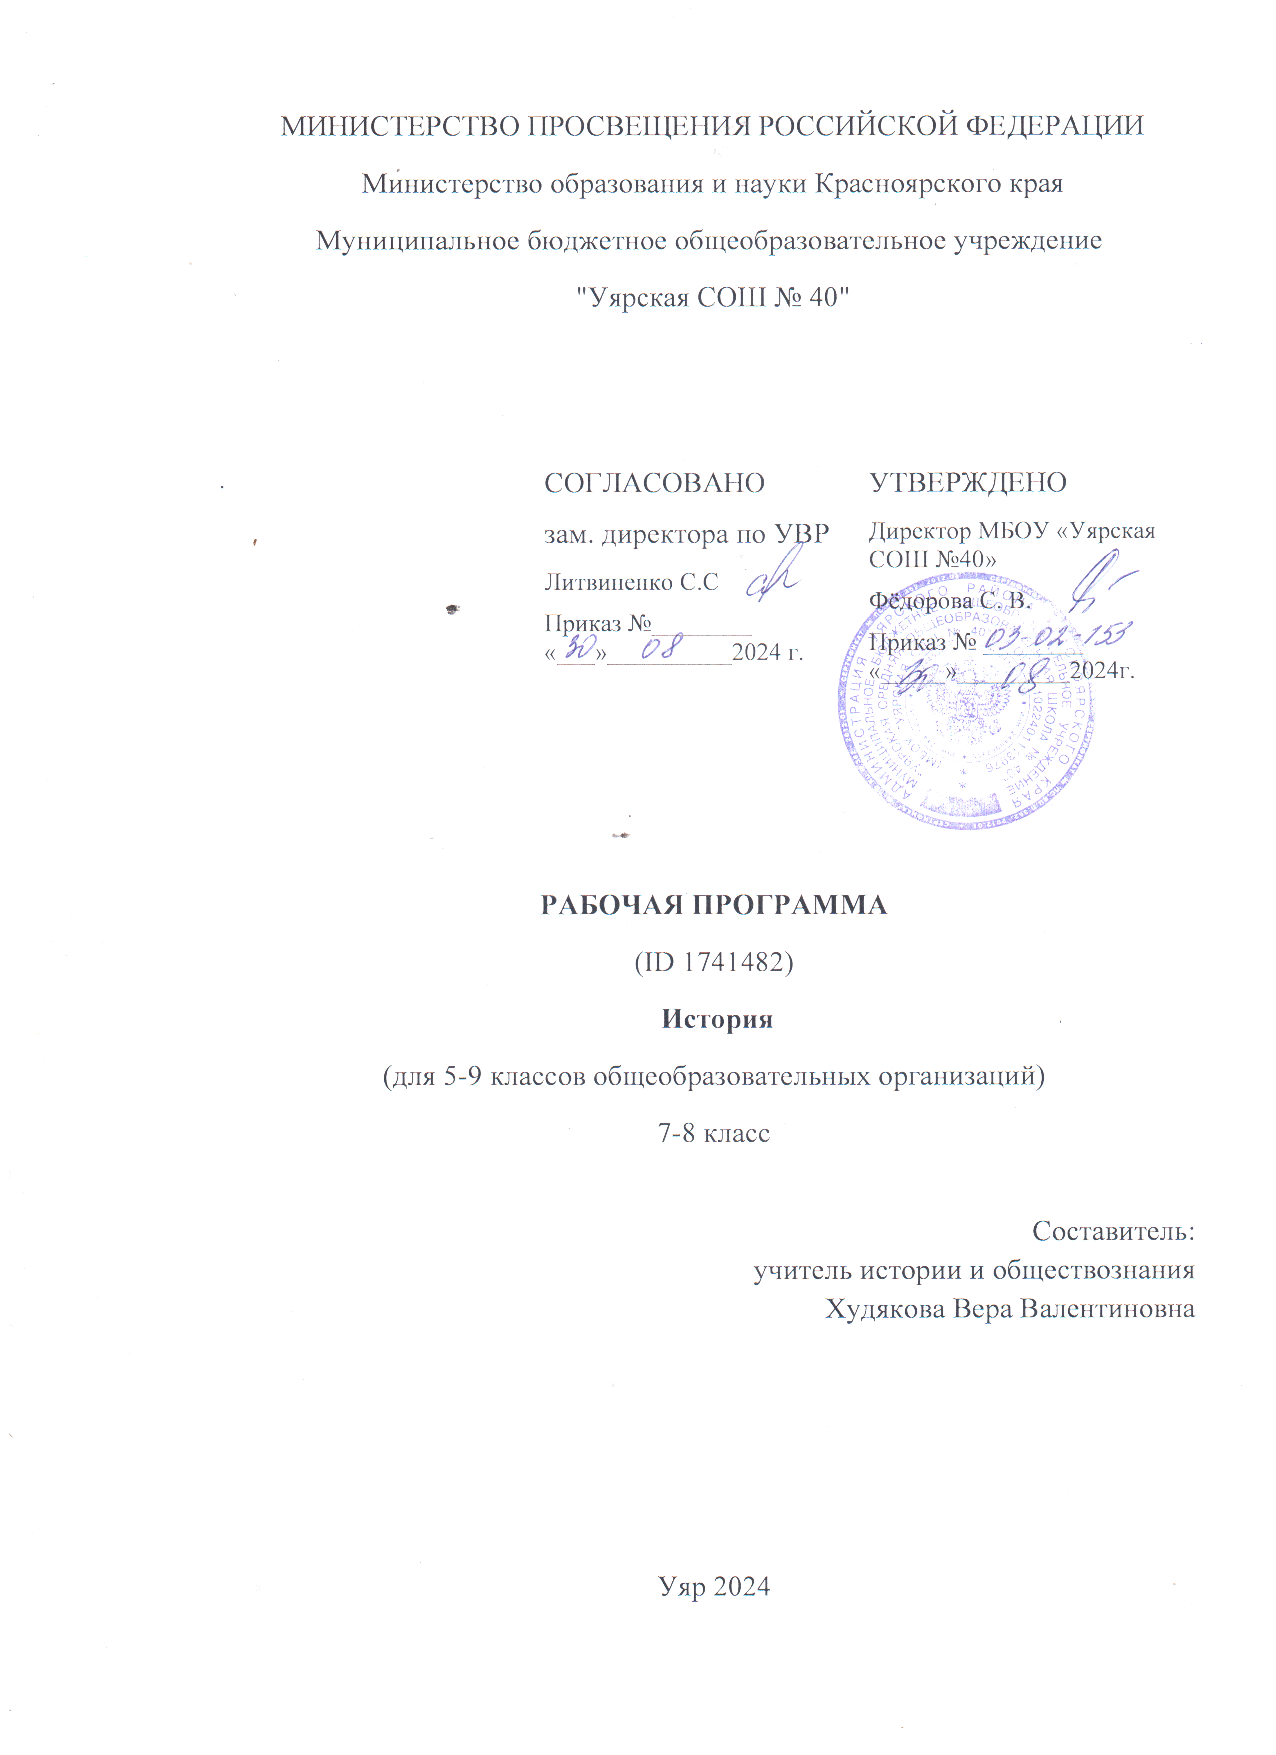 МИНИСТЕРСТВО ПРОСВЕЩЕНИЯ РОССИЙСКОЙ ФЕДЕРАЦИИ
Министерство образования и науки Красноярского края
Муниципальное бюджетное общеобразовательное учреждение
"Уярская СОШ № 40"
СОГЛАСОВАНО
зам. директора по УВР
Литвиненко С.С
Приказ №________
«30»__08__2024 г.
УТВЕРЖДЕНО
Директор МБОУ «Уярская
СОШ №40»
Фёдорова С. В.
Приказ № 03-02-153
« » 08 2024г.
РАБОЧАЯ ПРОГРАММА
(ID 1741482)
История
(для 5-9 классов общеобразовательных организаций)
7-8 класс
Составитель:
учитель истории и обществознания
Худякова Вера Валентиновна
Уяр 2024